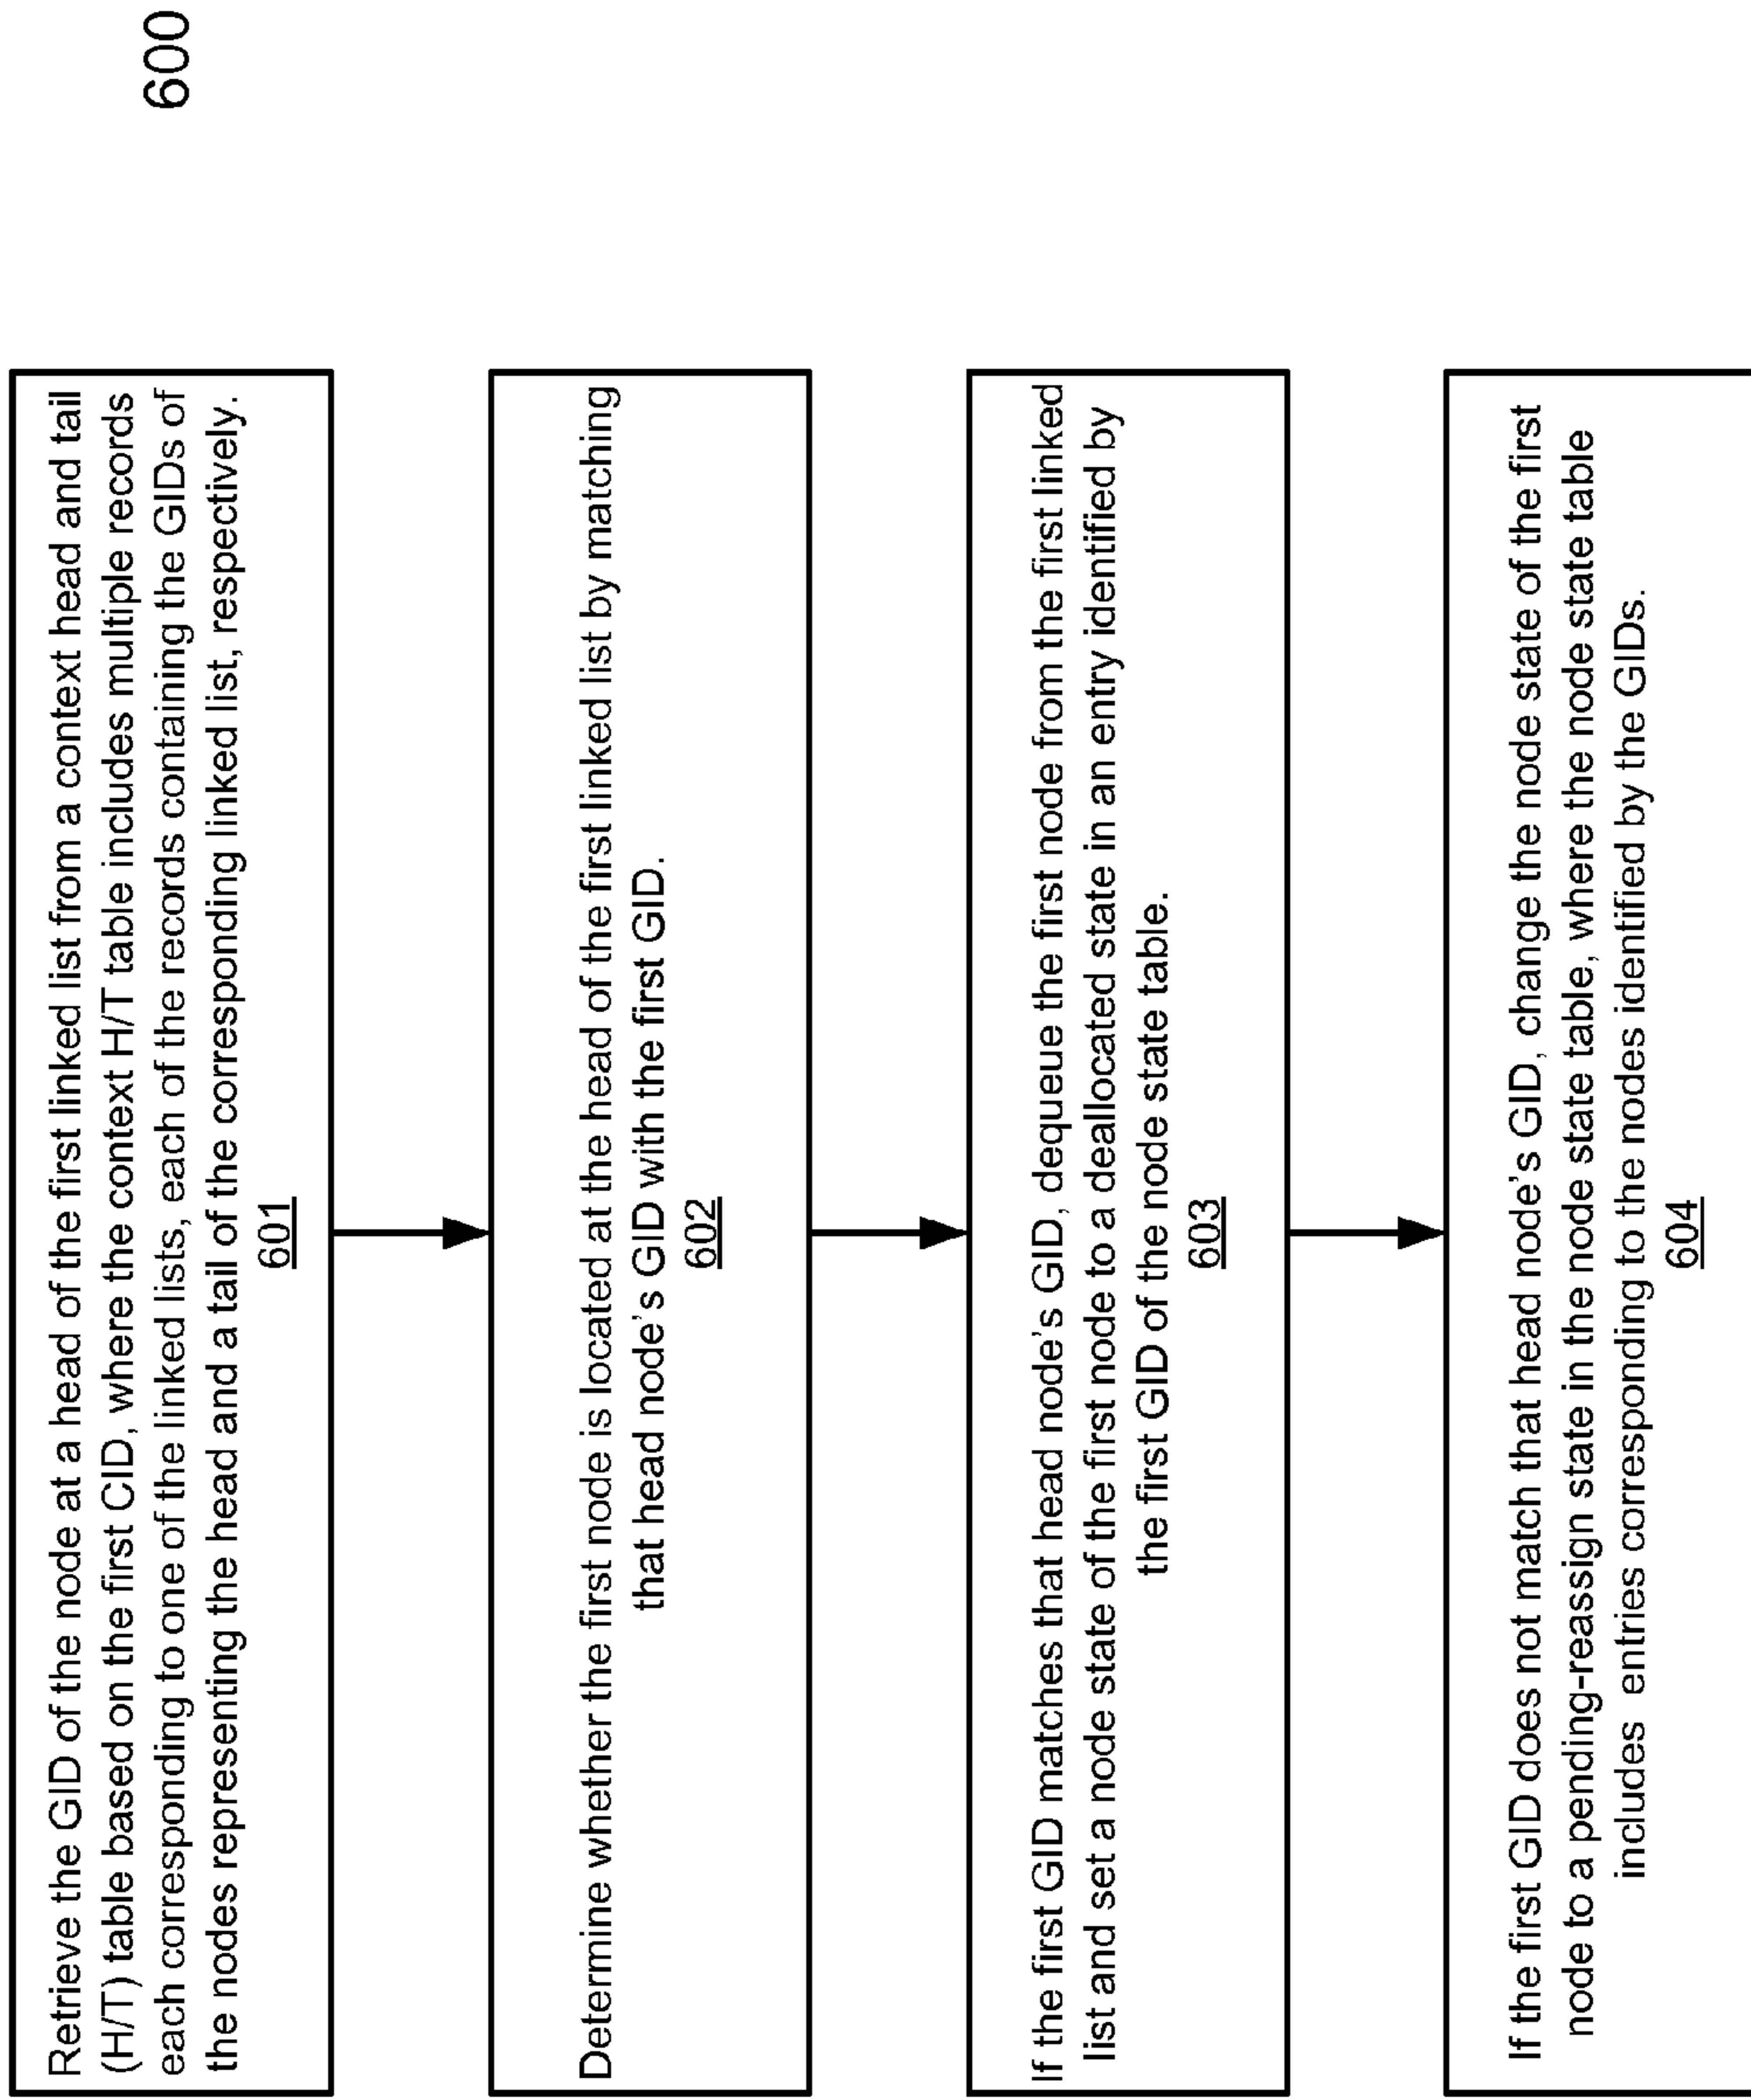 600
Retrieve the GID of the node at a head of the first linked list from a context head and tail
(H/T) table based on the first CID, where the context H/T table includes multiple records
each corresponding to one of the linked lists, each of the records containing the GIDs of
the nodes representing the head and a tail of the corresponding linked list, respectively.
601
Determine whether the first node is located at the head of the first linked list by matching
that head node's GID with the first GID.
602
If the first GID matches that head node's GID, dequeue the first node from the first linked
list and set a node state of the first node to a deallocated state in an entry identified by
the first GID of the node state table.
603
If the first GID does not match that head node's GID, change the node state of the first
node to a pending-reassign state in the node state table, where the node state table
includes entries corresponding to the nodes identified by the GIDs.
604